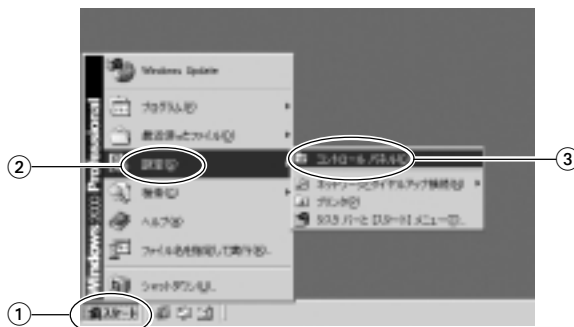 Windows Update
プログラム(P)
最近使ったファイル(D)
② 設定(S)
検索(C)
ヘルプ(H)
ファイル名を指定して実行(R)...
シャットダウン(U)...
Windows 2000 Professional
コントロール パネル(C) ③
ネットワークとダイヤルアップ接続(N)
プリンタ(P)
タスク バーと [スタート] メニュー(T)...
① スタート